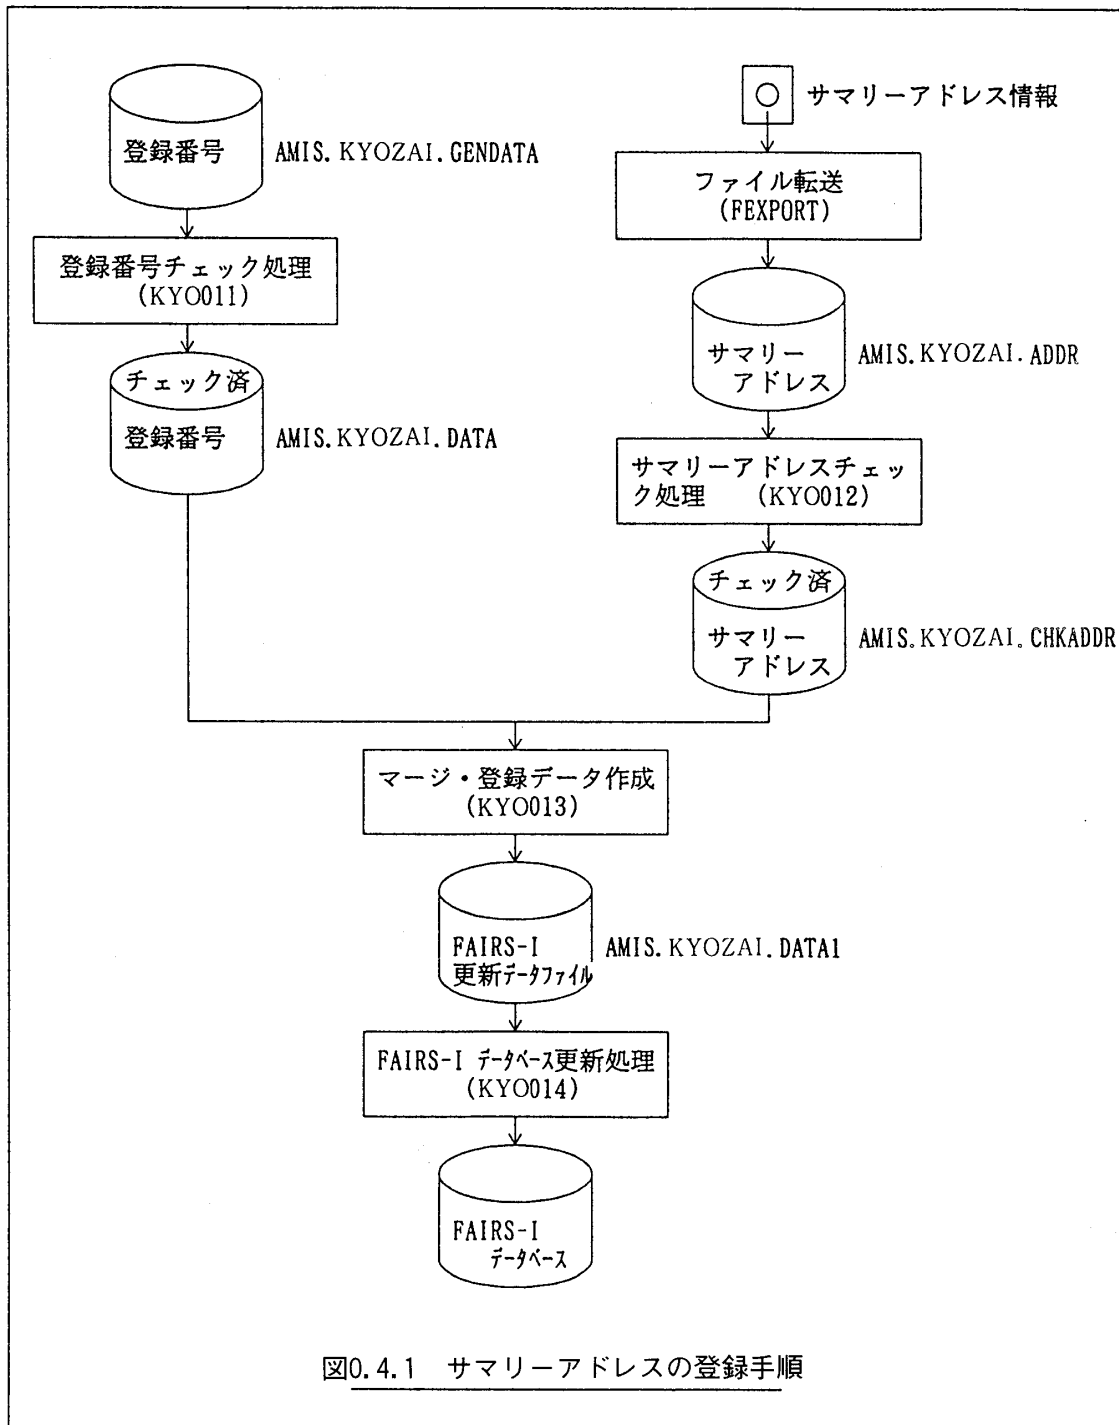 登録番号
AMIS.KYOZAI.GENDATA
登録番号チェック処理
(KYO011)
チェック済
登録番号
AMIS.KYOZAI.DATA
サマリーアドレス情報
ファイル転送
(FEXPORT)
サマリー
アドレス
AMIS.KYOZAI.ADDR
サマリーアドレスチェッ
ク処理 (KYO012)
チェック済
サマリー
アドレス
AMIS.KYOZAI.CHKADDR
マージ・登録データ作成
(KYO013)
FAIRS-I
更新データファイル
AMIS.KYOZAI.DATA1
FAIRS-I データベース更新処理
(KYO014)
FAIRS-I
データベース
図0.4.1 サマリーアドレスの登録手順